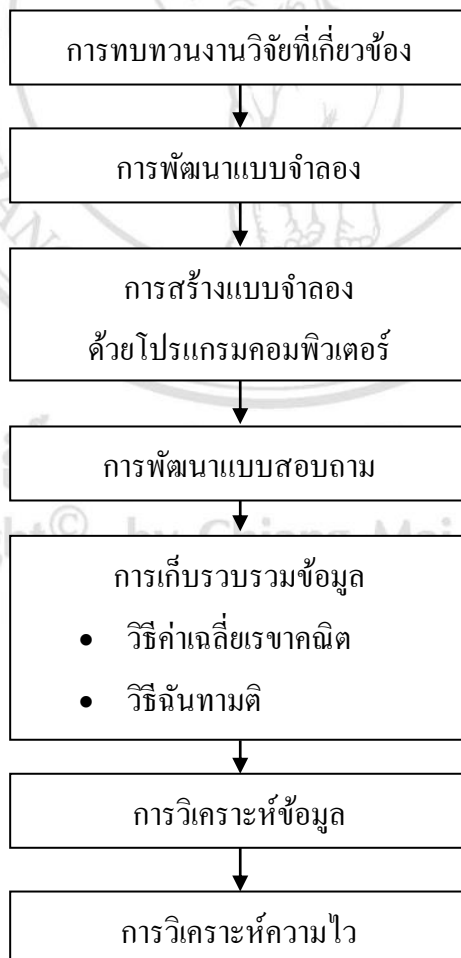 การทบทวนงานวิจัยที่เกี่ยวข้อง
การพัฒนาแบบจำลอง
การสร้างแบบจำลอง
ด้วยโปรแกรมคอมพิวเตอร์
การพัฒนาแบบสอบถาม
by Chiang Mai
การเก็บรวบรวมข้อมูล
• วิธีค่าเฉลี่ยเรขาคณิต
• วิธีฉันทามติ
การวิเคราะห์ข้อมูล
การวิเคราะห์ความไว